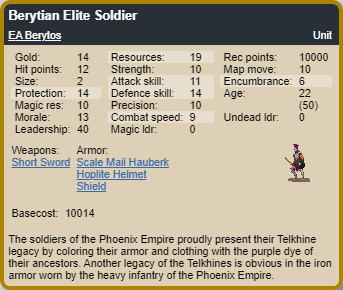 Berytian Elite Soldier
EA Berytos Unit
Gold: 14 Resources: 19 Rec points: 10000
Hit points: 12 Strength: 10 Map move: 10
Size: 2 Attack skill: 11 Encumbrance: 6
Protection: 14 Defence skill: 14 Age: 22
Magic res: 10 Precision: 10 (50)
Morale: 13 Combat speed: 9 Undead ldr: 0
Leadership: 40 Magic ldr: 0
Weapons: Armor:
Short Sword Scale Mail Hauberk
Hoplite Helmet
Shield
Basecost: 10014
The soldiers of the Phoenix Empire proudly present their Telkhine
legacy by coloring their armor and clothing with the purple dye of
their ancestors. Another legacy of the Telkhines is obvious in the iron
armor worn by the heavy infantry of the Phoenix Empire.